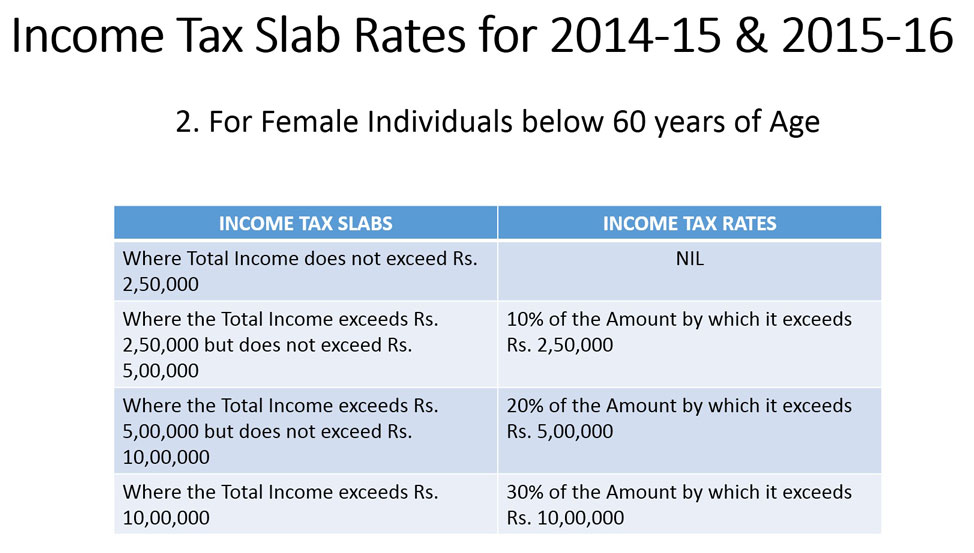 Income Tax Slab Rates for 2014-15 & 2015-16
2. For Female Individuals below 60 years of Age
INCOME TAX SLABS
INCOME TAX RATES
Where Total Income does not exceed Rs.
2,50,000
NIL
Where the Total Income exceeds Rs.
2,50,000 but does not exceed Rs.
5,00,000
10% of the Amount by which it exceeds
Rs. 2,50,000
Where the Total Income exceeds Rs.
5,00,000 but does not exceed Rs.
10,00,000
20% of the Amount by which it exceeds
Rs. 5,00,000
Where the Total Income exceeds Rs.
10,00,000
30% of the Amount by which it exceeds
Rs. 10,00,000